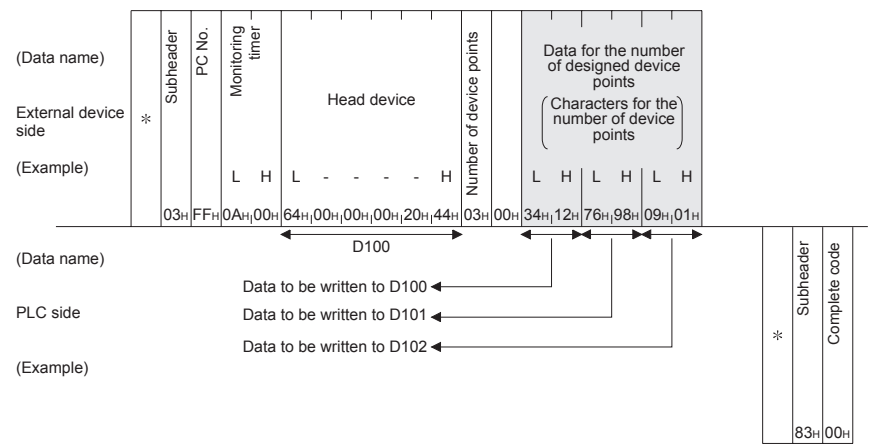 (Data name)
External device
side
(Example)
*
Subheader
PC No.
Monitoring
timer
Head device
Number of device points
Data for the number
of designed device
points
(Characters for the
number of device
points)
L H L - - - - H L H L H L H
03H FFH 0AH 00H 64H 00H 00H 00H 20H 44H 03H 00H 34H 12H 76H 98H 09H 01H
D100
(Data name)
PLC side
(Example)
Data to be written to D100
Data to be written to D101
Data to be written to D102
*
Subheader
Complete code
83H 00H